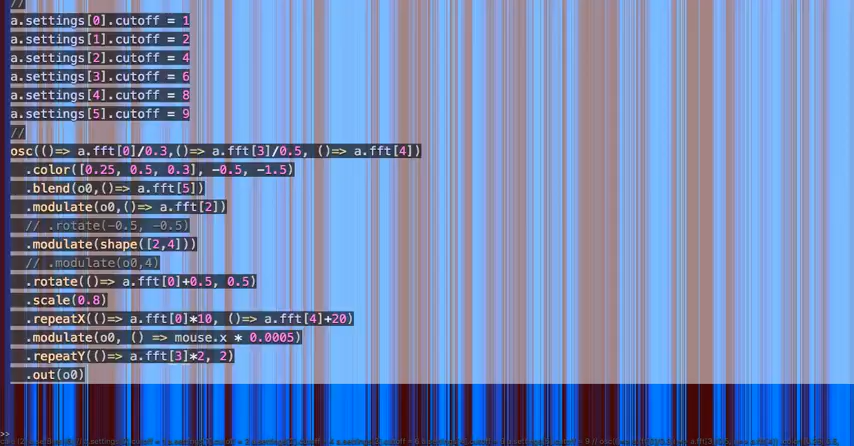 //
a.settings[0].cutoff = 1
a.settings[1].cutoff = 2
a.settings[2].cutoff = 4
a.settings[3].cutoff = 6
a.settings[4].cutoff = 8
a.settings[5].cutoff = 9
//
osc(()=> a.fft[0]/0.3,()=> a.fft[3]/0.5, ()=> a.fft[4])
.color([0.25, 0.5, 0.3], -0.5, -1.5)
.blend(o0,()=> a.fft[5])
.modulate(o0,()=> a.fft[2])
// .rotate(-0.5, -0.5)
.modulate(shape([2,4]))
// .modulate(o0,4)
.rotate(()=> a.fft[0]+0.5, 0.5)
.scale(0.8)
.repeatX(()=> a.fft[0]*10, ()=> a.fft[4]+20)
.modulate(o0, () => mouse.x * 0.0005)
.repeatY(()=> a.fft[3]*2, 2)
.out(o0)
>>